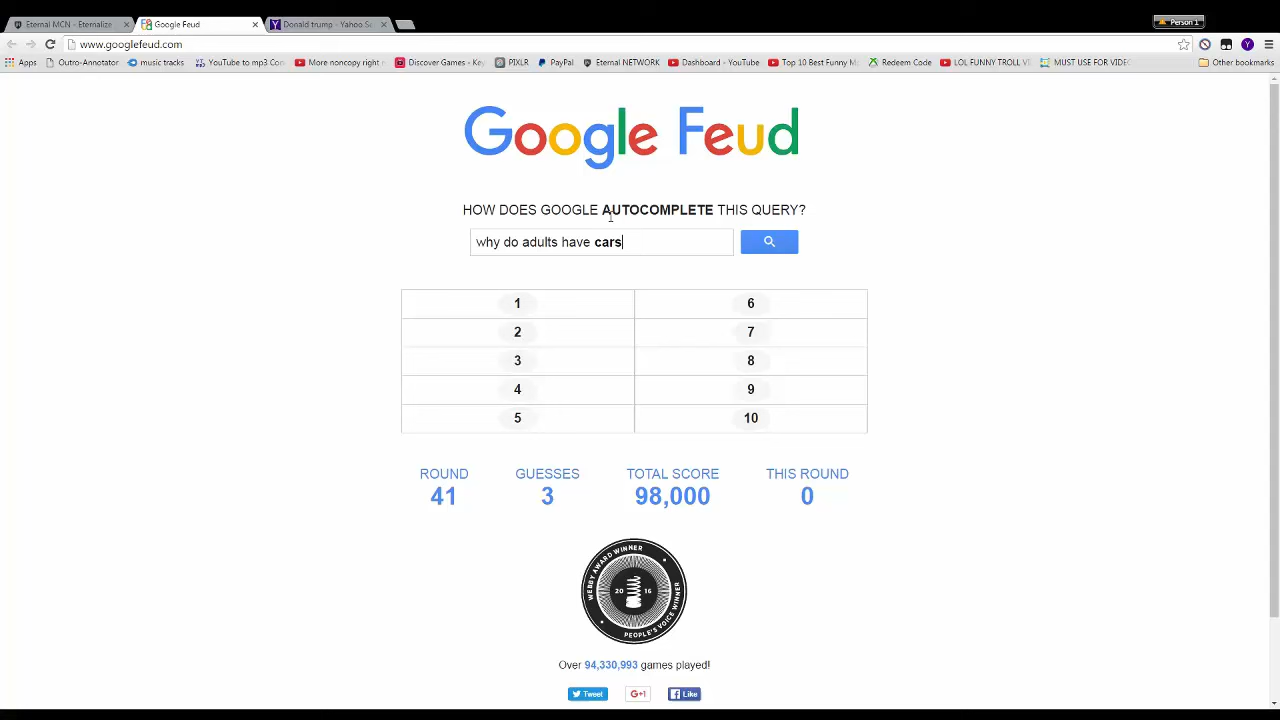 Eternal MCN - Eternalize
Google Feud
Donald trump - Yahoo Se
Person 1
www.googlefeud.com
Apps Outro-Annotator music tracks YouTube to mp3 Con More noncopy right Discover Games - Key PIXLR PayPal Eternal NETWORK Dashboard - YouTube Top 10 Best Funny M Redeem Code LOL FUNNY TROLL VI MUST USE FOR VIDEO Other bookmarks
Google Feud
HOW DOES GOOGLE AUTOCOMPLETE THIS QUERY?
why do adults have cars
1 6
2 7
3 8
4 9
5 10
ROUND GUESSES TOTAL SCORE THIS ROUND
41 3 98,000 0
WEBBY AWARD WINNER
20 16
PEOPLE'S VOICE WINNER
Over 94,330,993 games played!
Tweet G+1 Like